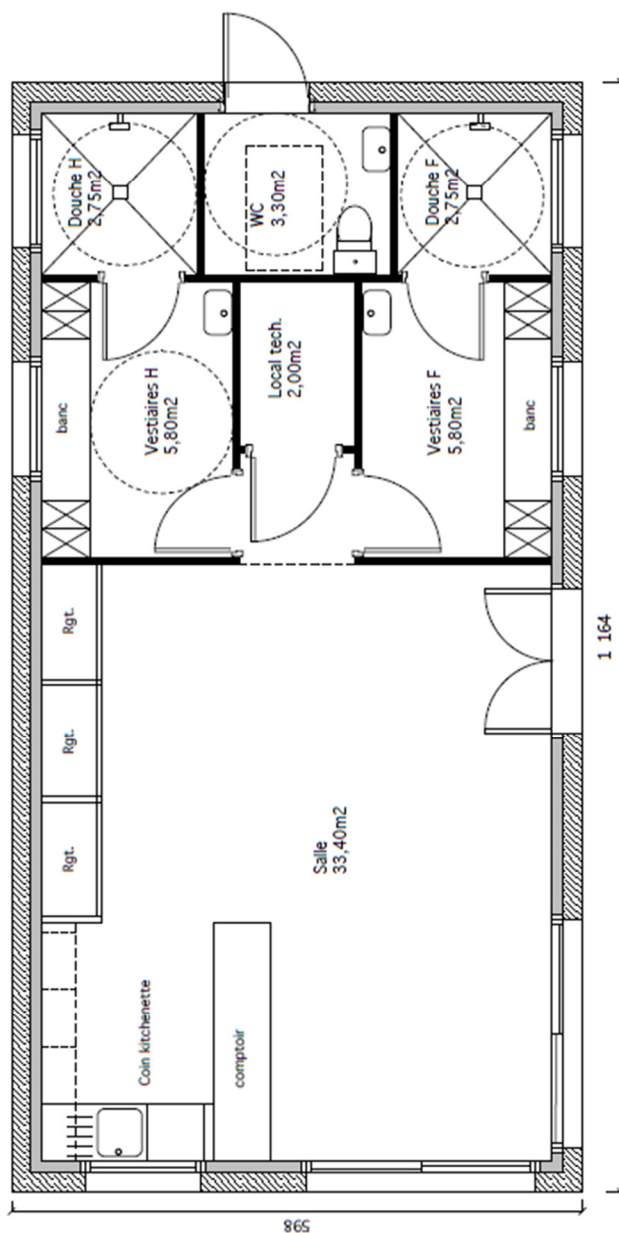 Douche H
2,75m2
WC
3,30m2
Douche F
2,75m2
banc
Vestiaires H
5,80m2
Local tech.
2,00m2
Vestiaires F
5,80m2
banc
Rgt.
Rgt.
Rgt.
Salle
33,40m2
Coin kitchenette
comptoir
1 164
598